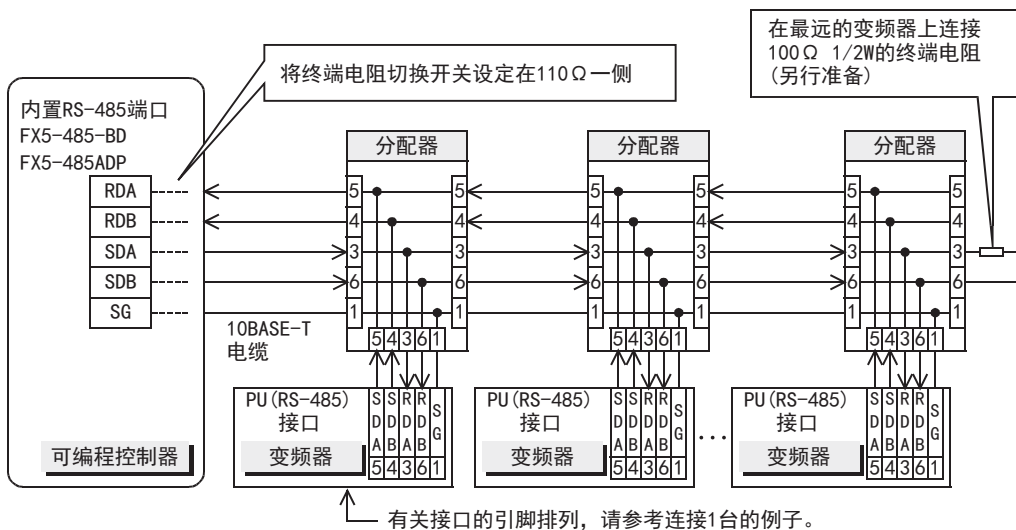 在最远的变频器上连接
100Ω 1/2W的终端电阻
(另行准备)
将终端电阻切换开关设定在110Ω一侧
内置RS-485端口
FX5-485-BD
FX5-485ADP
分配器 分配器 分配器
RDA 5 5 5 5 5 5
RDB 4 4 4 4 4 4
SDA 3 3 3 3 3 3
SDB 6 6 6 6 6 6
SG 1 1 1 1 1 1
10BASE-T
电缆
5 4 3 6 1 5 4 3 6 1 5 4 3 6 1
PU(RS-485)
接口
变频器
SDA SDB RDA RDB SG
5 4 3 6 1
PU(RS-485)
接口
变频器
SDA SDB RDA RDB SG
5 4 3 6 1
...
PU(RS-485)
接口
变频器
SDA SDB RDA RDB SG
5 4 3 6 1
可编程控制器
有关接口的引脚排列，请参考连接1台的例子。